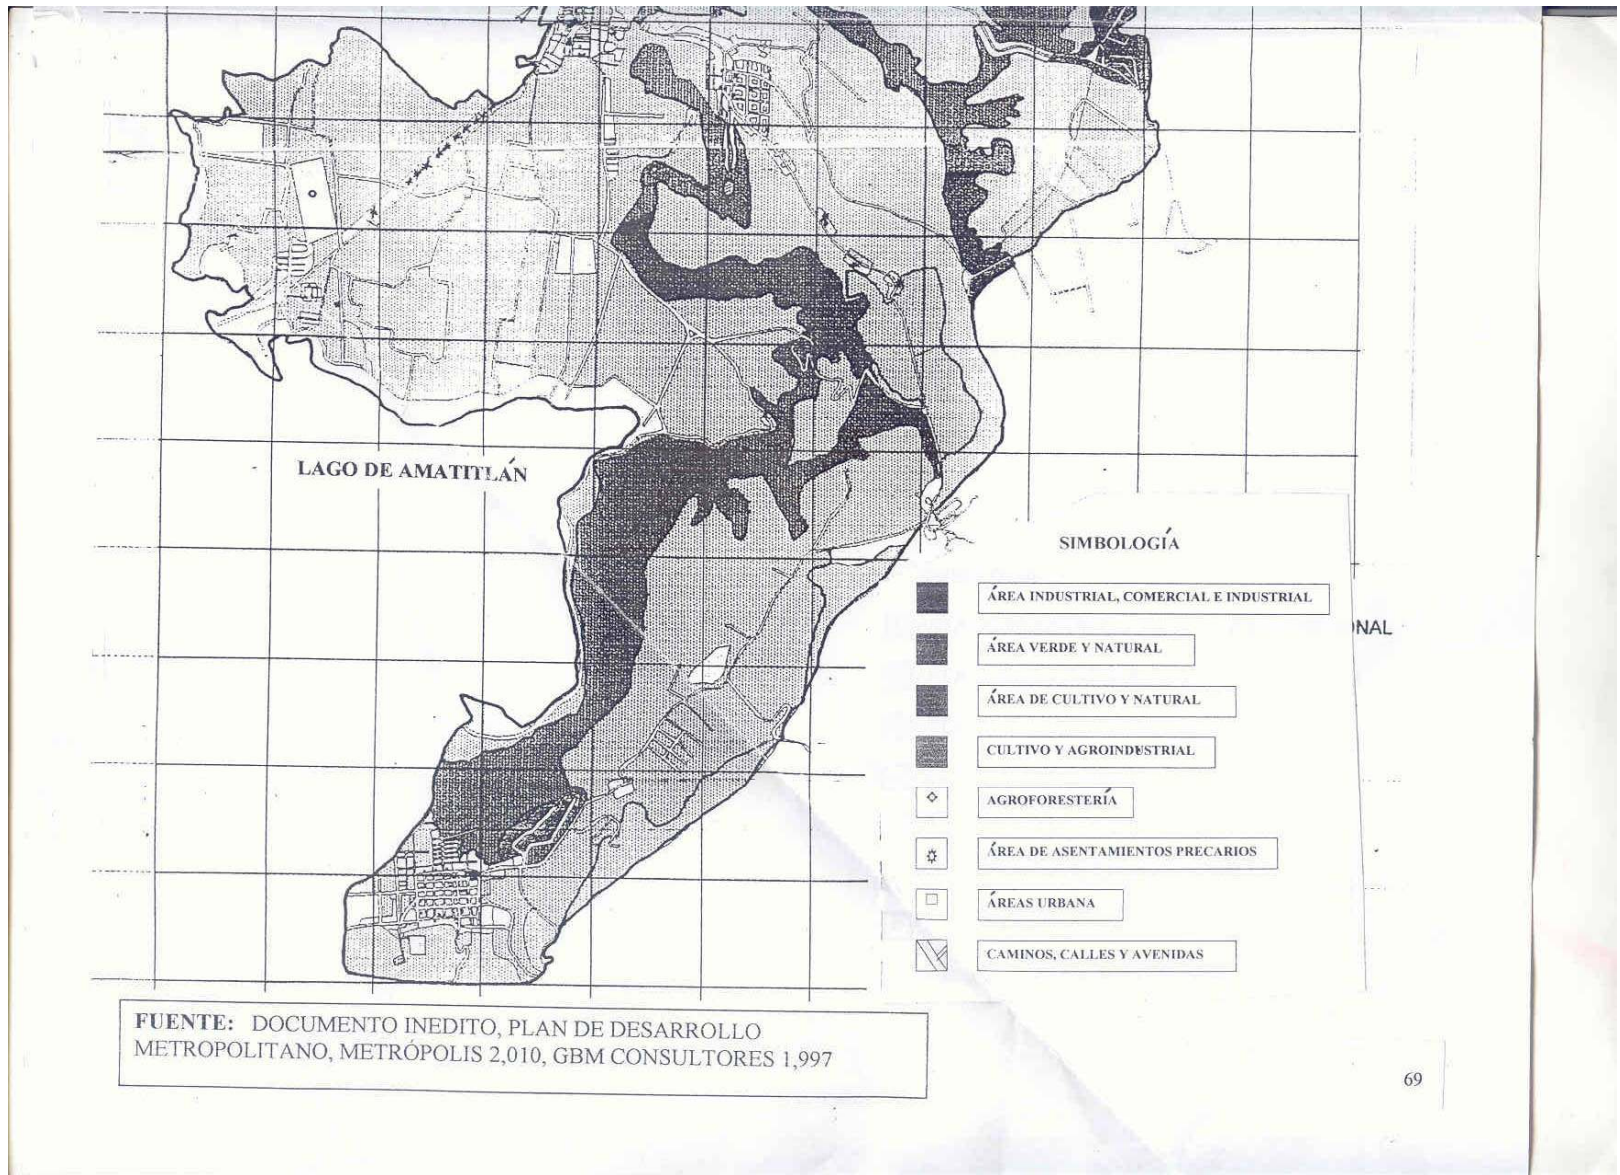 LAGO DE AMATITLÁN
SIMBOLOGÍA
ÁREA INDUSTRIAL, COMERCIAL E INDUSTRIAL
NAL
ÁREA VERDE Y NATURAL
ÁREA DE CULTIVO Y NATURAL
CULTIVO Y AGROINDUSTRIAL
AGROFORESTERÍA
ÁREA DE ASENTAMIENTOS PRECARIOS
ÁREAS URBANA
CAMINOS, CALLES Y AVENIDAS
FUENTE: DOCUMENTO INEDITO, PLAN DE DESARROLLO
METROPOLITANO, METRÓPOLIS 2,010, GBM CONSULTORES 1,997
69